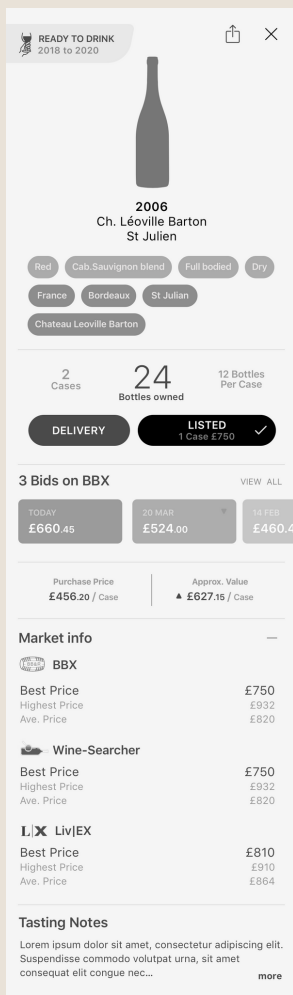 READY TO DRINK
2018 to 2020
2006
Ch. Léoville Barton
St Julien
Red Cab.Sauvignon blend Full bodied Dry
France Bordeaux St Julian
Chateau Leoville Barton
2
Cases
24
Bottles owned
12 Bottles
Per Case
DELIVERY
LISTED
1 Case £750
3 Bids on BBX VIEW ALL
TODAY 20 MAR 14 FEB
£660.45 £524.00 £460.4
Purchase Price Approx. Value
£456.20 / Case £627.15 / Case
Market info
BBX
Best Price £750
Highest Price £932
Ave. Price £820
Wine-Searcher
Best Price £750
Highest Price £932
Ave. Price £820
L|X Liv|EX
Best Price £810
Highest Price £910
Ave. Price £864
Tasting Notes
Lorem ipsum dolor sit amet, consectetur adipiscing elit.
Suspendisse commodo volutpat urna, sit amet
consequat elit congue nec...
more